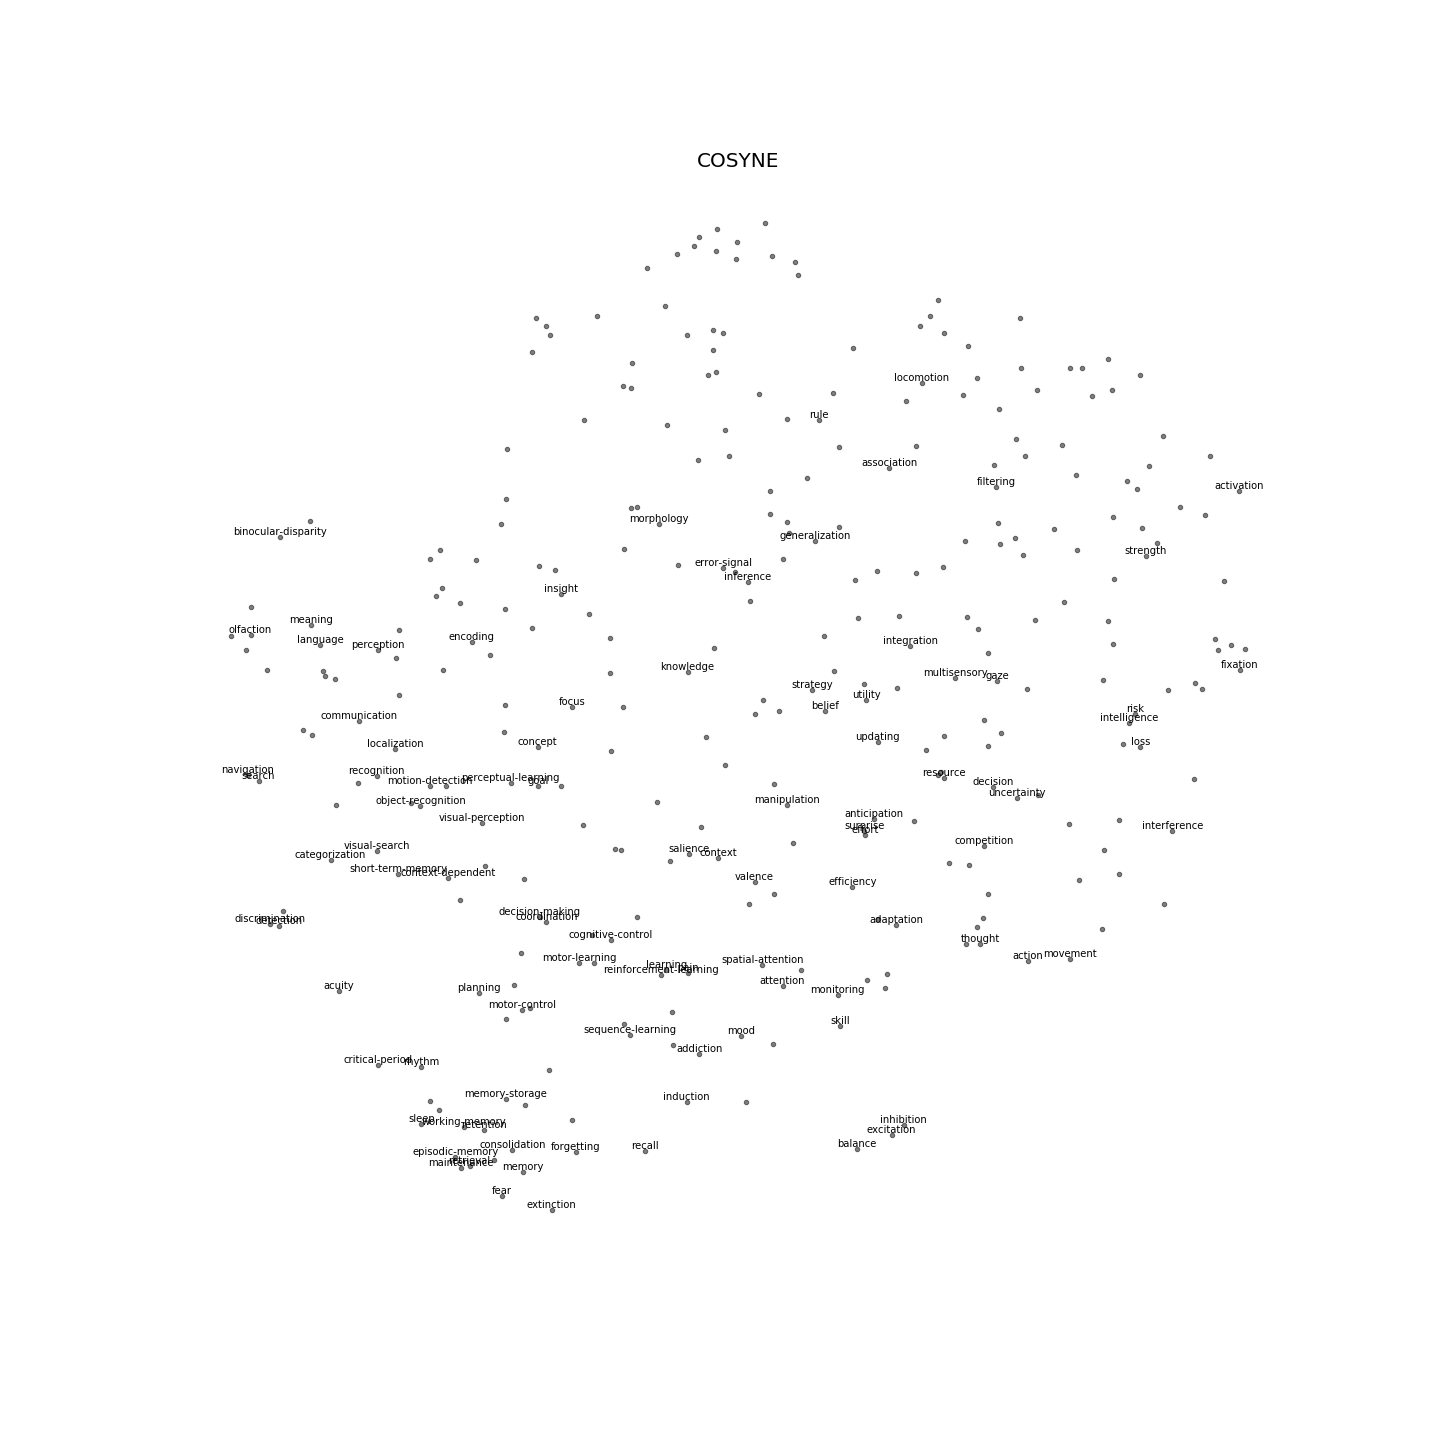 COSYNE
locomotion
rule
association
filtering
activation
morphology
binocular-disparity
generalization
strength
error-signal
inference
insight
meaning
olfaction
language
perception
encoding
integration
knowledge
fixation
multisensory
gaze
strategy
utility
focus
belief
risk
communication
intelligence
updating
concept
localization
loss
navigation
search
recognition
resource
motion-detection
perceptual-learning
goal
decision
uncertainty
object-recognition
manipulation
anticipation
visual-perception
surprise
effort
interference
competition
visual-search
salience
context
categorization
short-term-memory
context-dependent
valence
efficiency
decision-making
coordination
discrimination
detection
adaptation
cognitive-control
thought
motor-learning
action
movement
spatial-attention
learning
reinforcement-learning
attention
acuity
planning
monitoring
motor-control
skill
sequence-learning
mood
addiction
critical-period
rhythm
memory-storage
induction
sleep
working-memory
retention
inhibition
excitation
balance
consolidation
forgetting
recall
episodic-memory
retrieval
maintenance
memory
fear
extinction